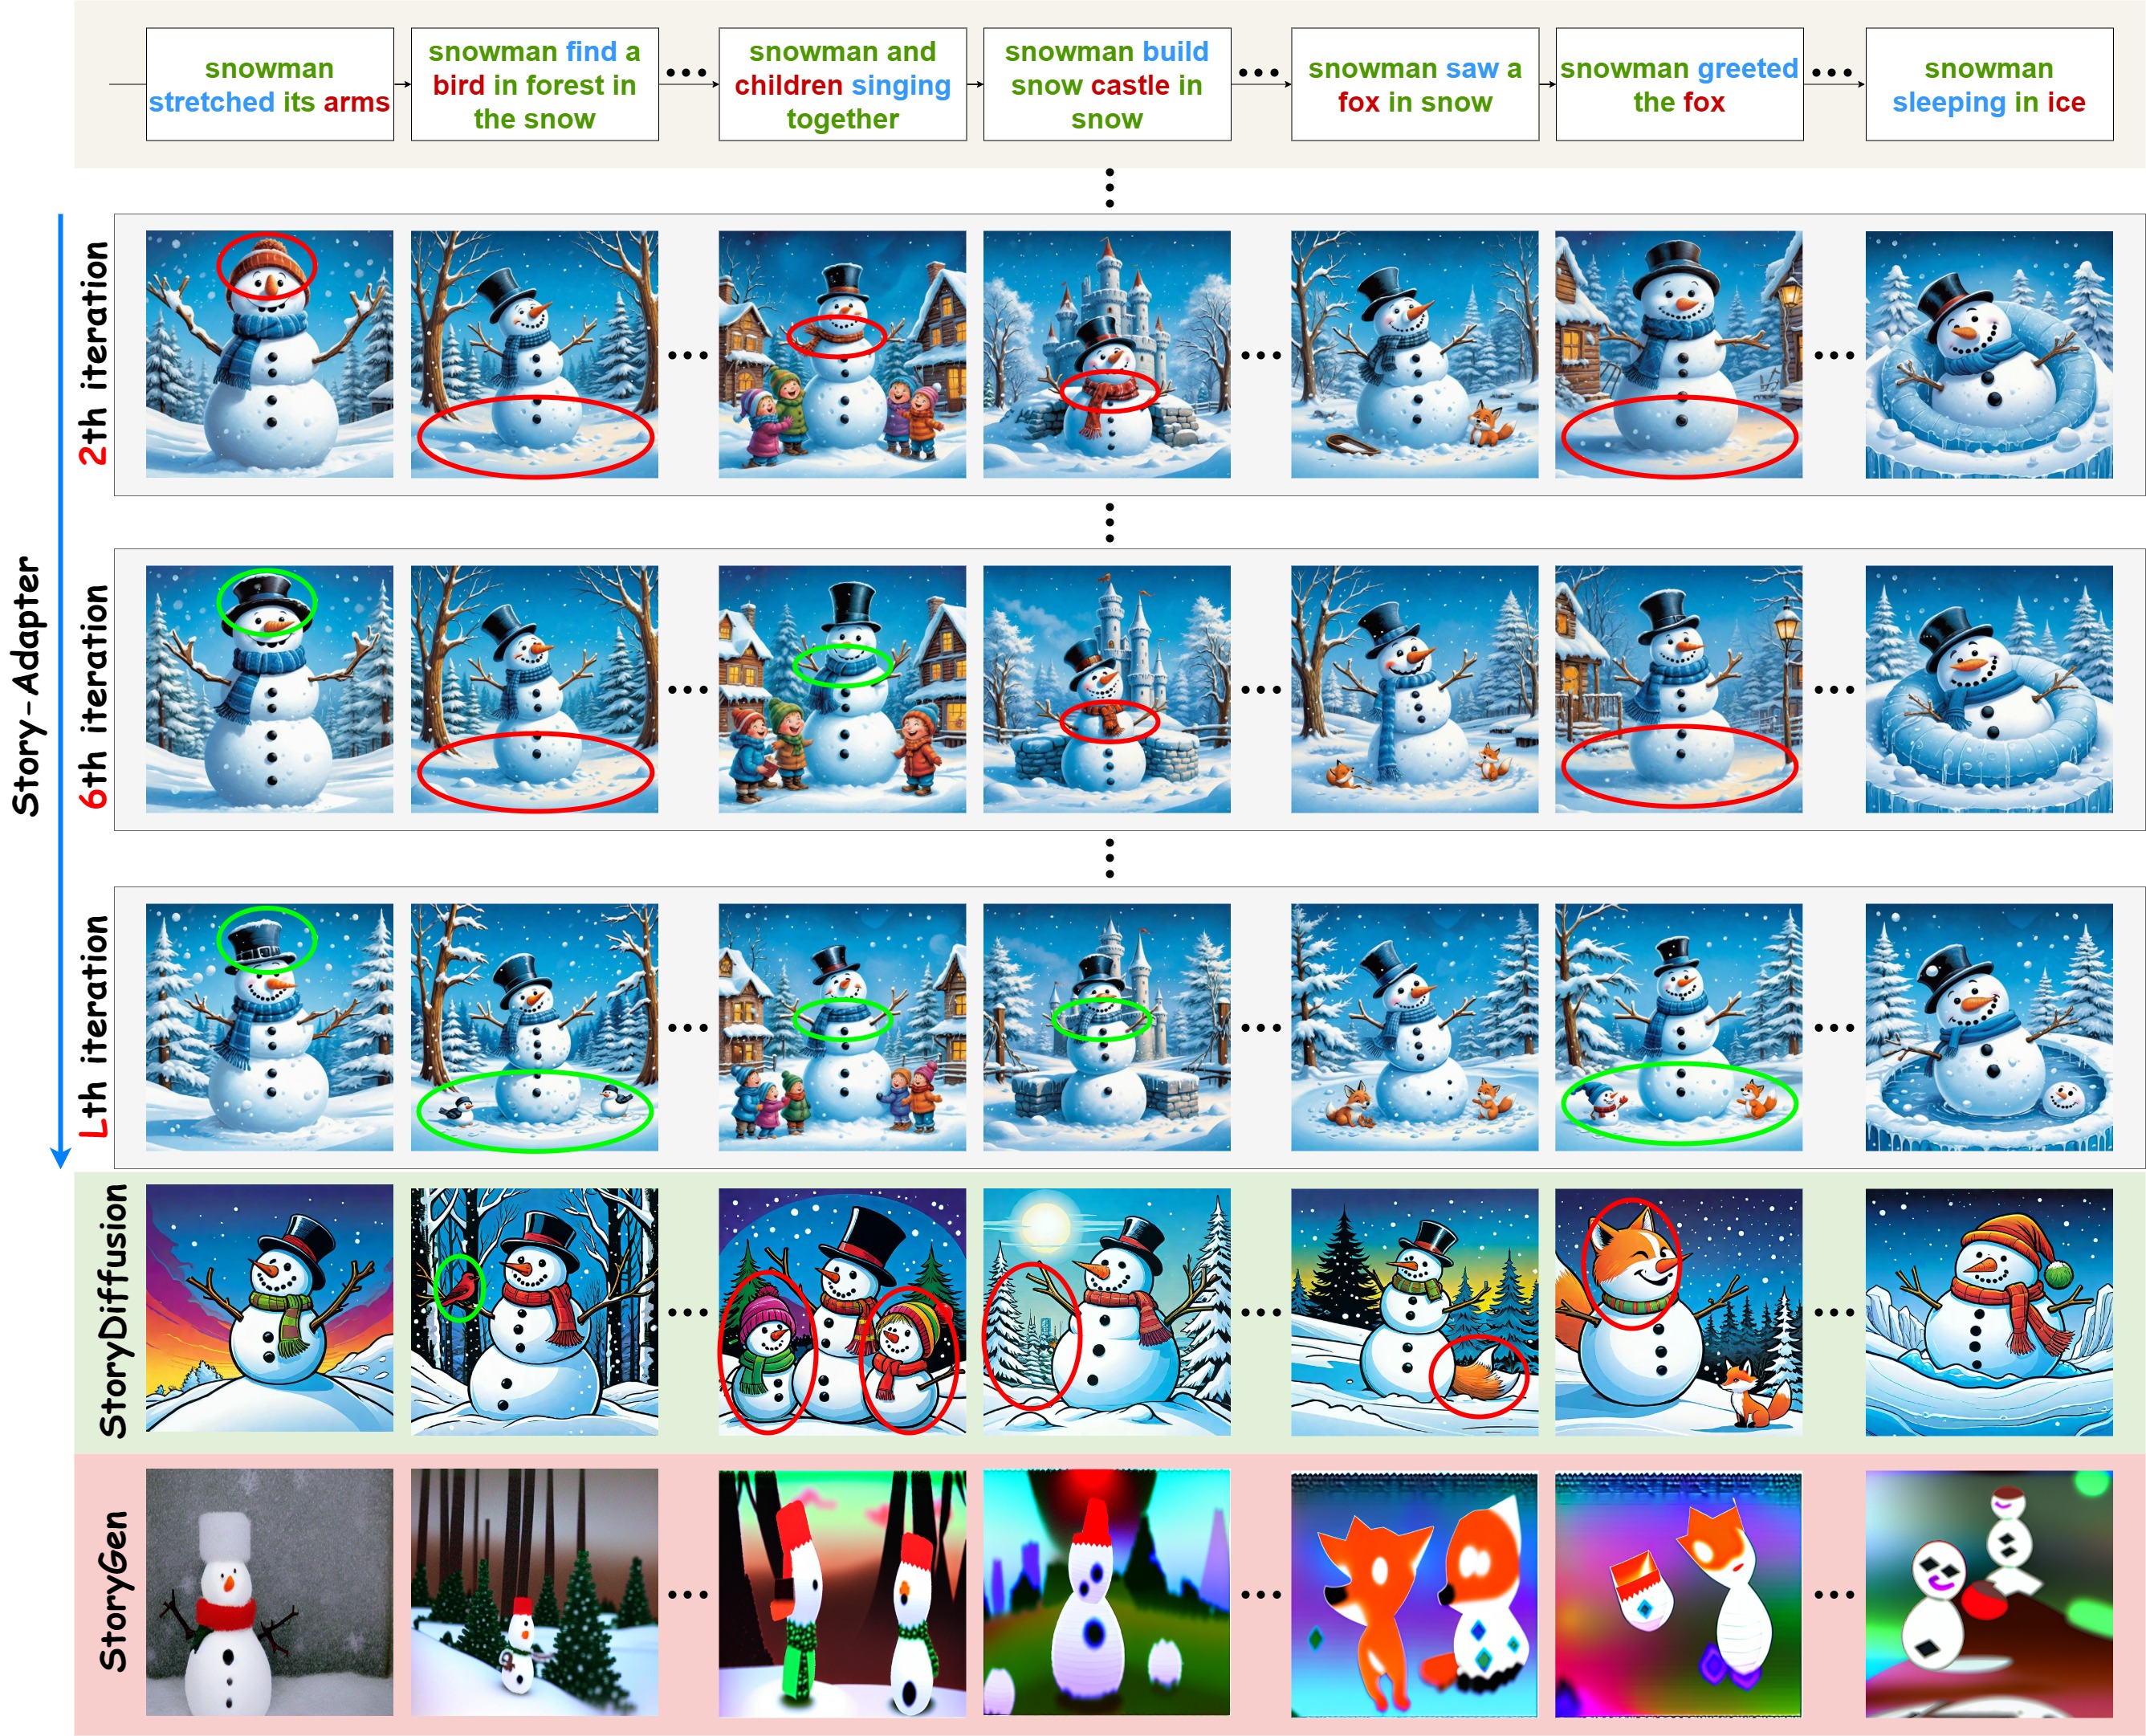 snowman
stretched its arms
snowman find a
bird in forest in
the snow
snowman and
children singing
together
snowman build
snow castle in
snow
snowman saw a
fox in snow
snowman greeted
the fox
snowman
sleeping in ice
Story-Adapter
2th iteration
6th iteration
Lth iteration
StoryDiffusion
StoryGen